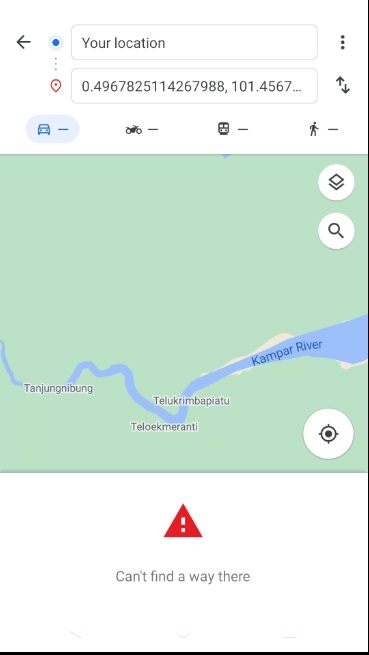 Your location
0.4967825114267988, 101.4567...
— — — —
Kampar River
Tanjungnibung
Telukrimbapiatu
Teloekmeranti
Can't find a way there